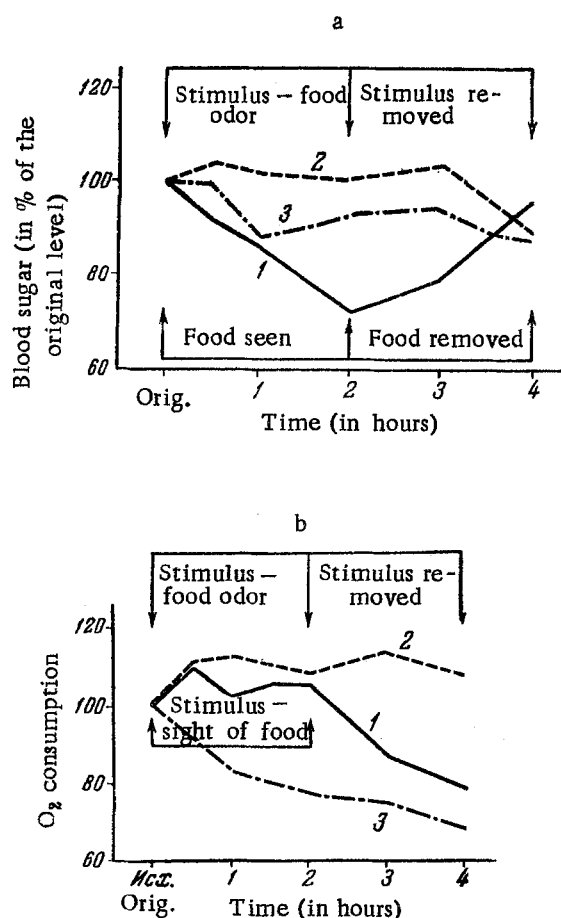 a
120
100
80
60
Blood sugar (in % of the
original level)
Stimulus – food
odor
Stimulus re-
moved
2
3
1
Food seen
Food removed
Orig.
1
2
3
4
Time (in hours)
b
Stimulus –
food odor
Stimulus re-
moved
120
100
80
60
O₂ consumption
2
1
3
Stimulus –
sight of food
Исх.
Orig.
1
2
3
4
Time (in hours)